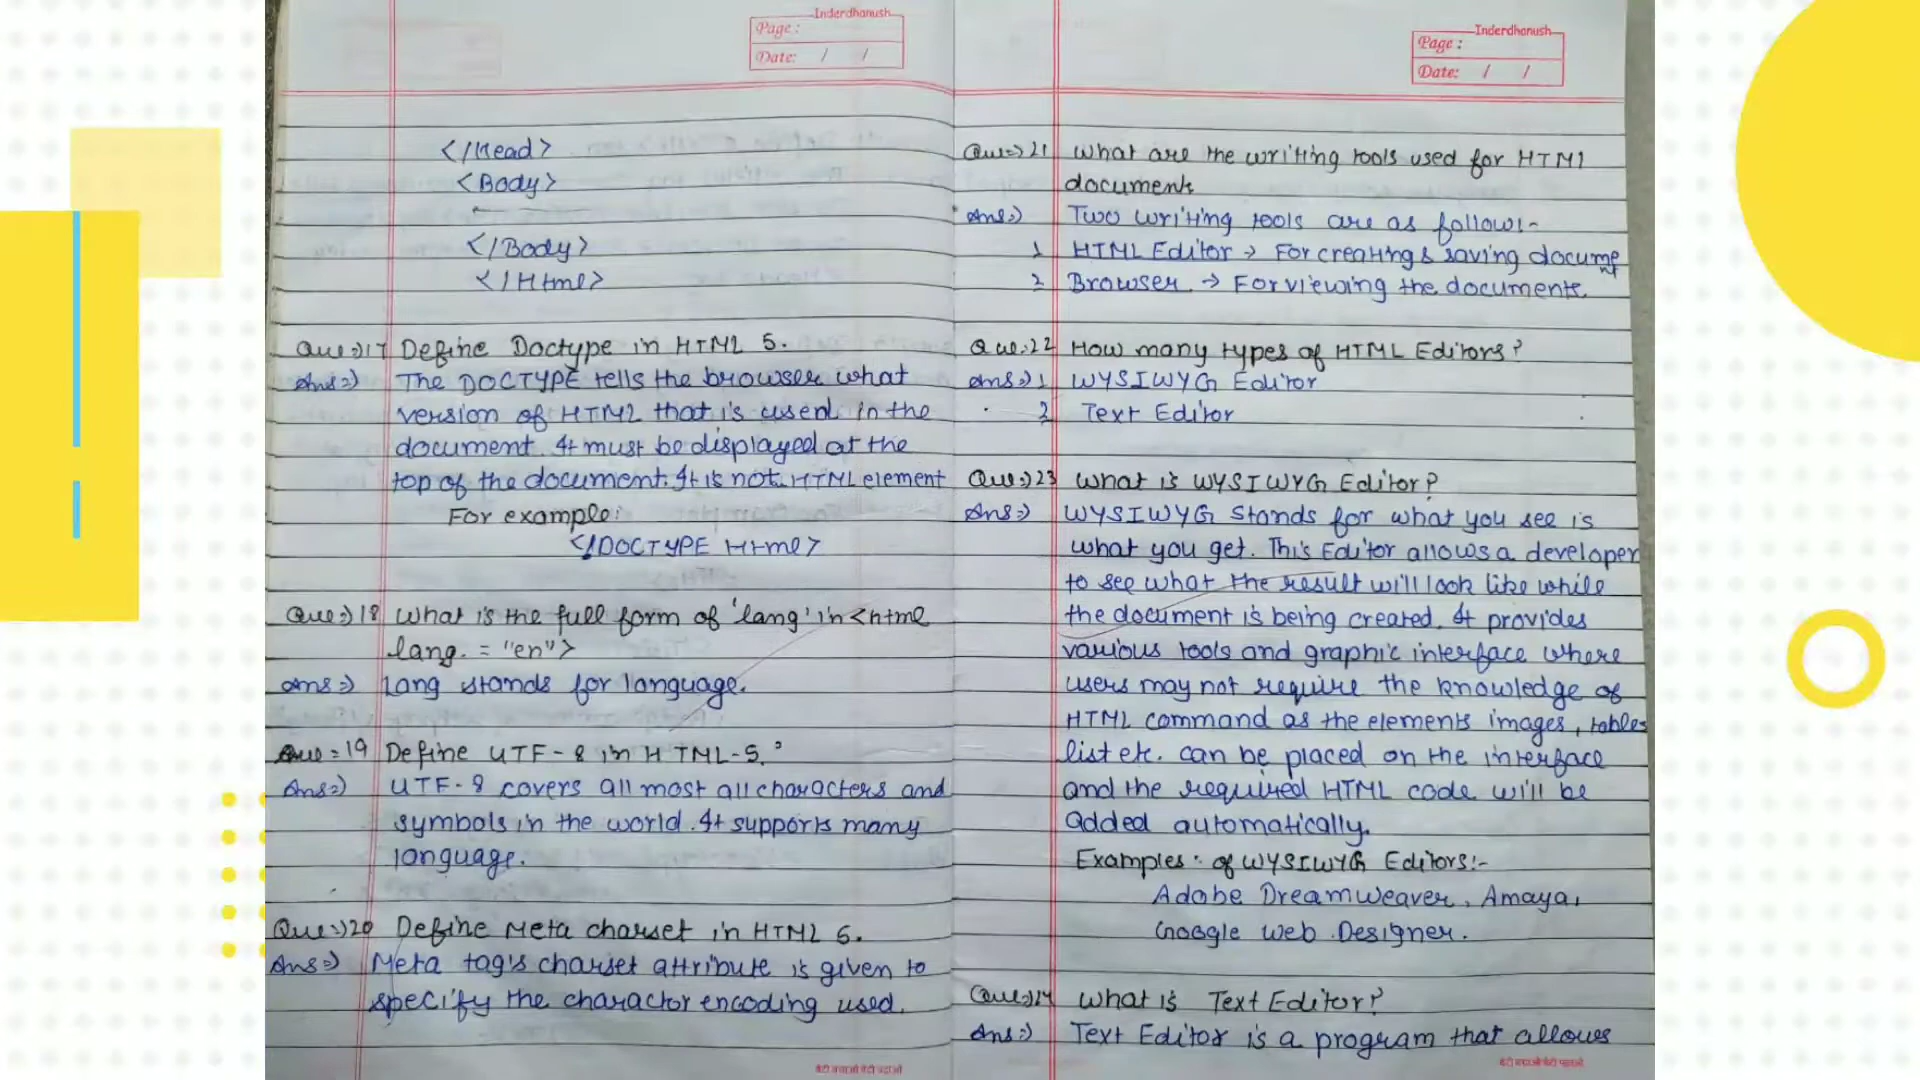 Inderdhanush
Page :
Date: / /
</Head>
<Body>
</Body>
</Html>
Que:)17 Define Doctype in HTML 5.
Ans=) The DOCTYPE tells the browser what
version of HTML that is used in the
document. It must be displayed at the
top of the document. It is not HTML element
For example:
<!DOCTYPE Html>
Que:)18 What is the full form of 'lang' in <html
lang. = "en">
Ans=) Lang stands for language.
Que=19 Define UTF-8 in HTML-5.
Ans=) UTF-8 covers all most all characters and
symbols in the world. It supports many
language.
Que:)20 Define Meta charset in HTML 5.
Ans=) Meta tag's charset attribute is given to
specify the charactor encoding used.
बेटी बचाओ बेटी पढ़ाओ
Inderdhanush
Page :
Date: / /
Que=)21 What are the writing tools used for HTML
documents
Ans=) Two writing tools are as follow:-
1 HTML Editor → For creating & saving document
2 Browser → For viewing the documents.
Que:22 How many types of HTML Editors?
Ans=)1 WYSIWYG Editor
2 Text Editor
Que:)23 What is WYSIWYG Editor?
Ans=) WYSIWYG Stands for what you see is
what you get. This Editor allows a developer
to see what the result will look like while
the document is being created. It provides
various tools and graphic interface where
users may not require the knowledge of
HTML command as the elements images, tables
list etc. can be placed on the interface
and the required HTML code will be
added automatically.
Examples: of WYSIWYG Editors:-
Adobe Dreamweaver, Amaya,
Google Web Designer.
Que:)24 What is Text Editor?
Ans:) Text Editor is a program that allows
बेटी बचाओ बेटी पढ़ाओ